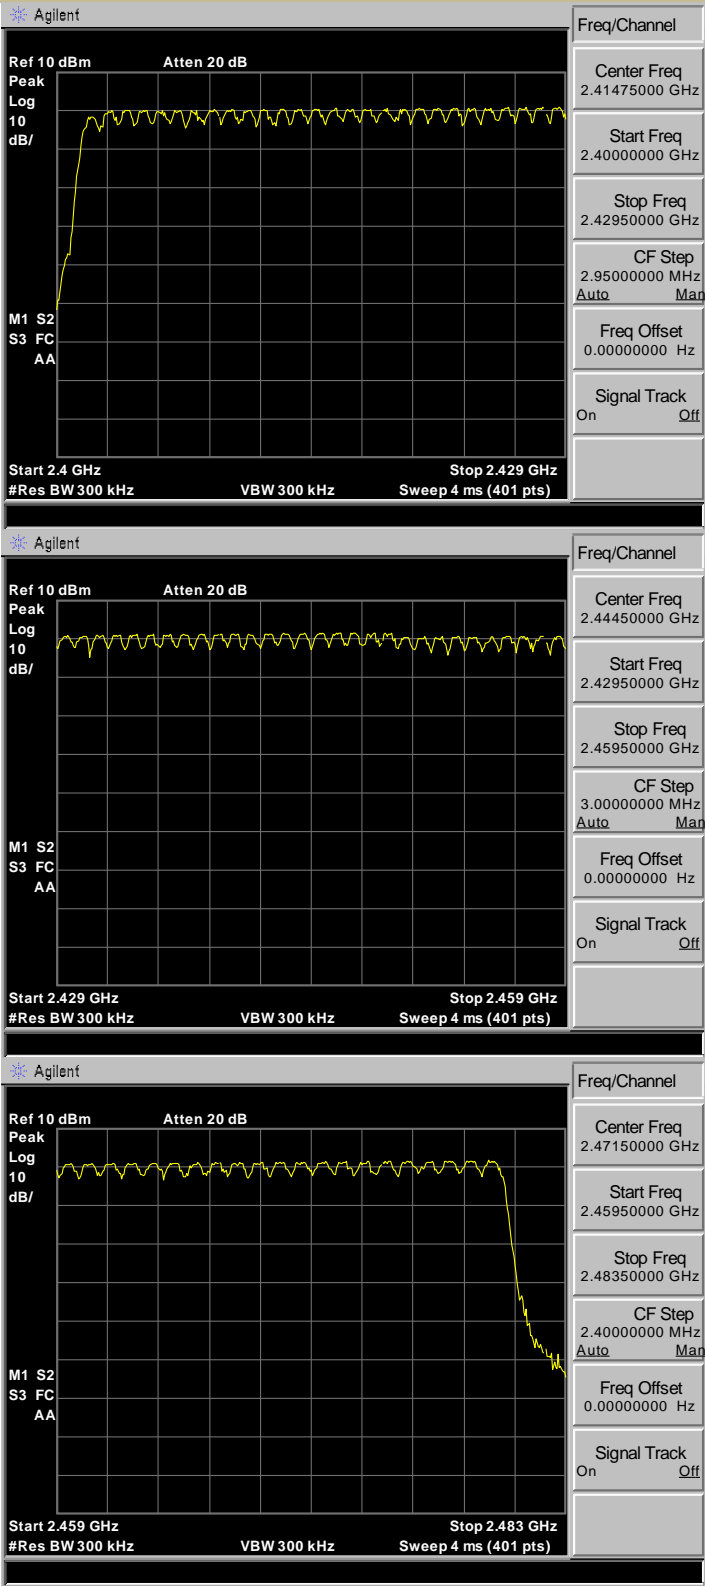 Agilent
Freq/Channel
Ref 10 dBm Atten 20 dB
Peak
Log
10
dB/
M1 S2
S3 FC
AA
Start 2.4 GHz Stop 2.429 GHz
#Res BW 300 kHz VBW 300 kHz Sweep 4 ms (401 pts)
Center Freq
2.41475000 GHz
Start Freq
2.40000000 GHz
Stop Freq
2.42950000 GHz
CF Step
2.95000000 MHz
Auto Man
Freq Offset
0.00000000 Hz
Signal Track
On Off
Agilent
Freq/Channel
Ref 10 dBm Atten 20 dB
Peak
Log
10
dB/
M1 S2
S3 FC
AA
Start 2.429 GHz Stop 2.459 GHz
#Res BW 300 kHz VBW 300 kHz Sweep 4 ms (401 pts)
Center Freq
2.44450000 GHz
Start Freq
2.42950000 GHz
Stop Freq
2.45950000 GHz
CF Step
3.00000000 MHz
Auto Man
Freq Offset
0.00000000 Hz
Signal Track
On Off
Agilent
Freq/Channel
Ref 10 dBm Atten 20 dB
Peak
Log
10
dB/
M1 S2
S3 FC
AA
Start 2.459 GHz Stop 2.483 GHz
#Res BW 300 kHz VBW 300 kHz Sweep 4 ms (401 pts)
Center Freq
2.47150000 GHz
Start Freq
2.45950000 GHz
Stop Freq
2.48350000 GHz
CF Step
2.40000000 MHz
Auto Man
Freq Offset
0.00000000 Hz
Signal Track
On Off